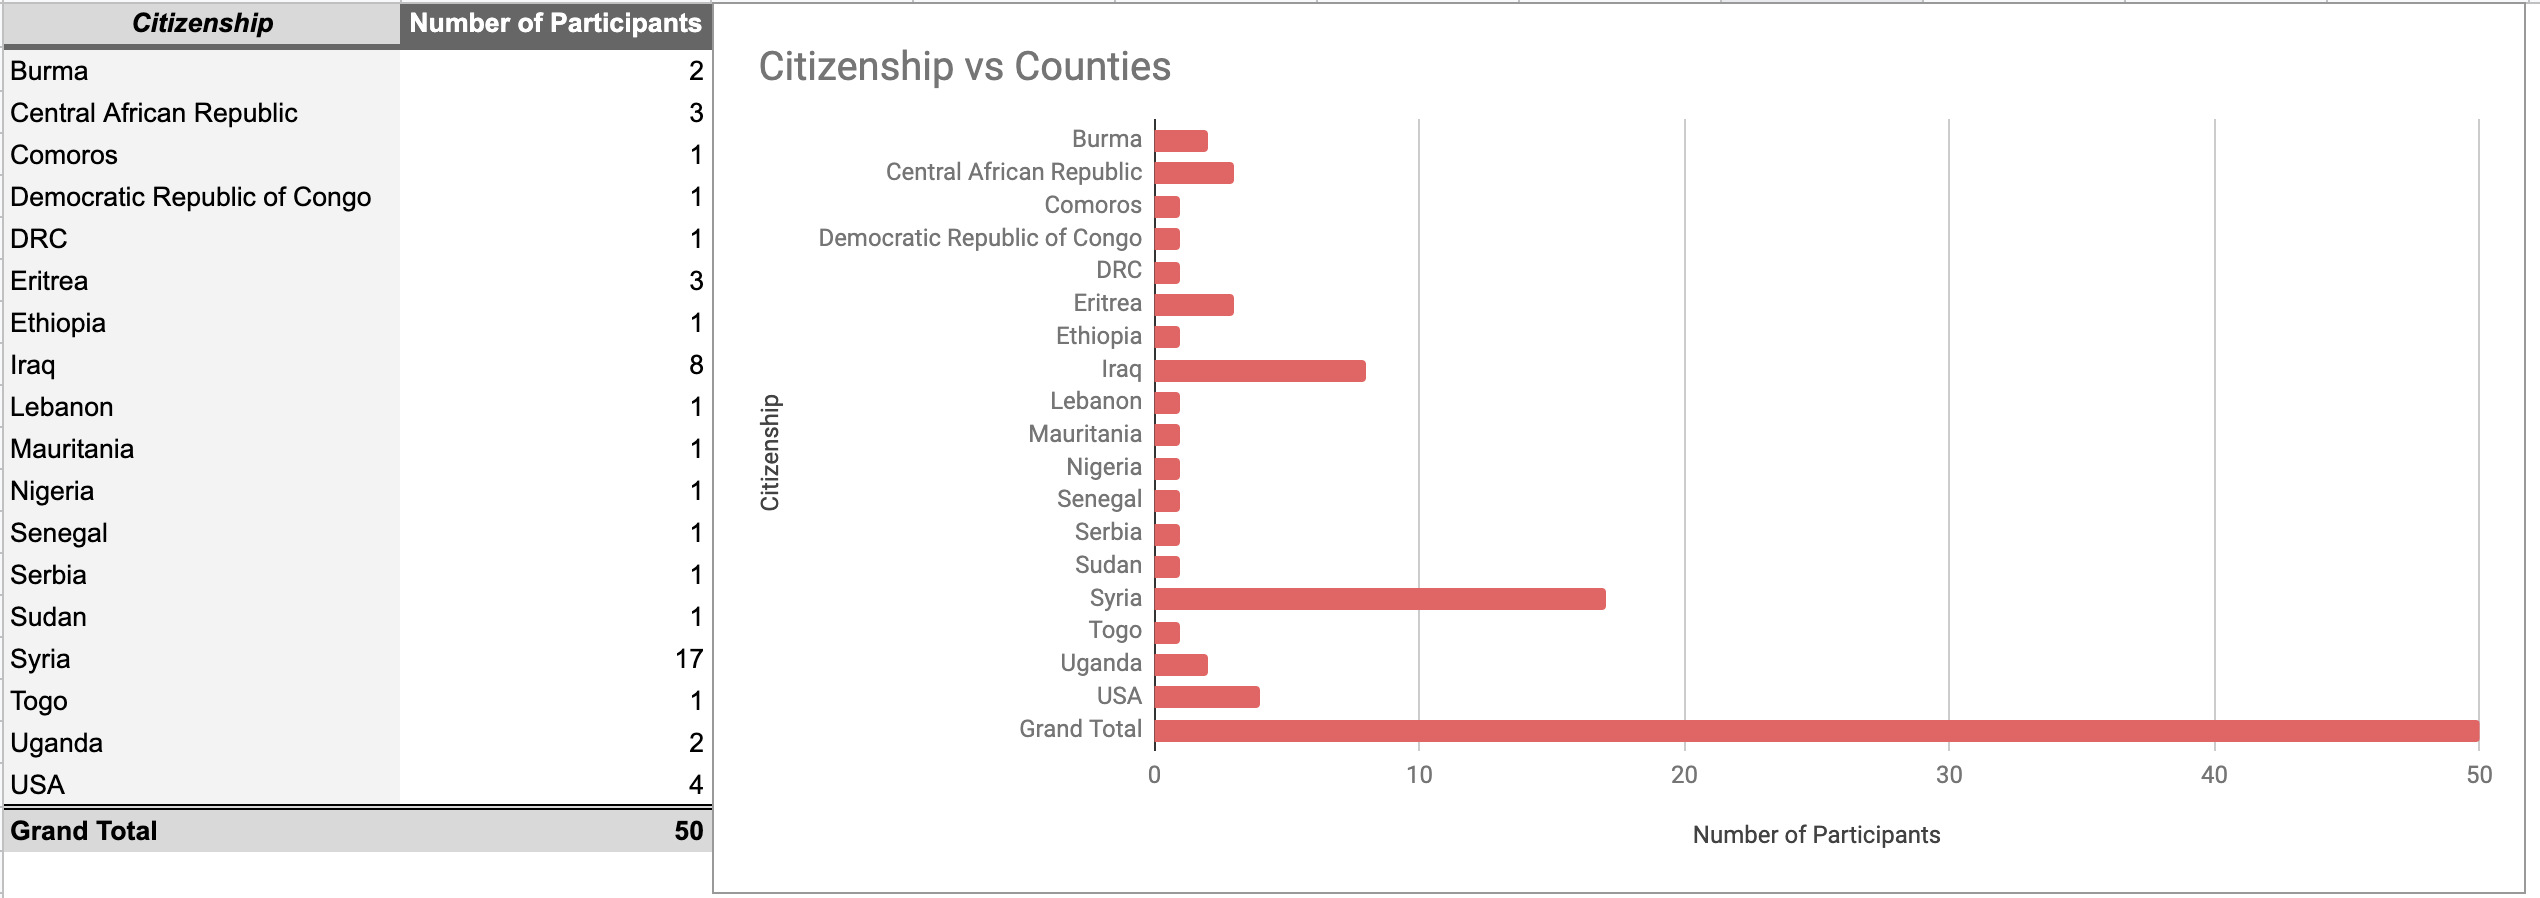 Citizenship Number of Participants
Burma 2
Central African Republic 3
Comoros 1
Democratic Republic of Congo 1
DRC 1
Eritrea 3
Ethiopia 1
Iraq 8
Lebanon 1
Mauritania 1
Nigeria 1
Senegal 1
Serbia 1
Sudan 1
Syria 17
Togo 1
Uganda 2
USA 4
Grand Total 50
Citizenship vs Counties
Citizenship
Burma
Central African Republic
Comoros
Democratic Republic of Congo
DRC
Eritrea
Ethiopia
Iraq
Lebanon
Mauritania
Nigeria
Senegal
Serbia
Sudan
Syria
Togo
Uganda
USA
Grand Total
0 10 20 30 40 50
Number of Participants